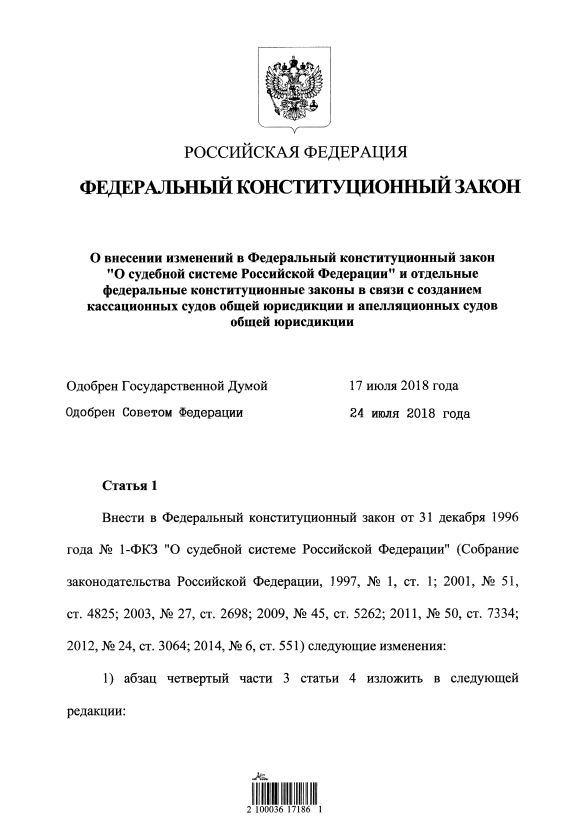 РОССИЙСКАЯ ФЕДЕРАЦИЯ
ФЕДЕРАЛЬНЫЙ КОНСТИТУЦИОННЫЙ ЗАКОН
О внесении изменений в Федеральный конституционный закон
"О судебной системе Российской Федерации" и отдельные
федеральные конституционные законы в связи с созданием
кассационных судов общей юрисдикции и апелляционных судов
общей юрисдикции
Одобрен Государственной Думой 17 июля 2018 года
Одобрен Советом Федерации 24 июля 2018 года
Статья 1
Внести в Федеральный конституционный закон от 31 декабря 1996
года № 1-ФКЗ "О судебной системе Российской Федерации" (Собрание
законодательства Российской Федерации, 1997, № 1, ст. 1; 2001, № 51,
ст. 4825; 2003, № 27, ст. 2698; 2009, № 45, ст. 5262; 2011, № 50, ст. 7334;
2012, № 24, ст. 3064; 2014, № 6, ст. 551) следующие изменения:
1) абзац четвертый части 3 статьи 4 изложить в следующей
редакции:
2 100036 17186 1